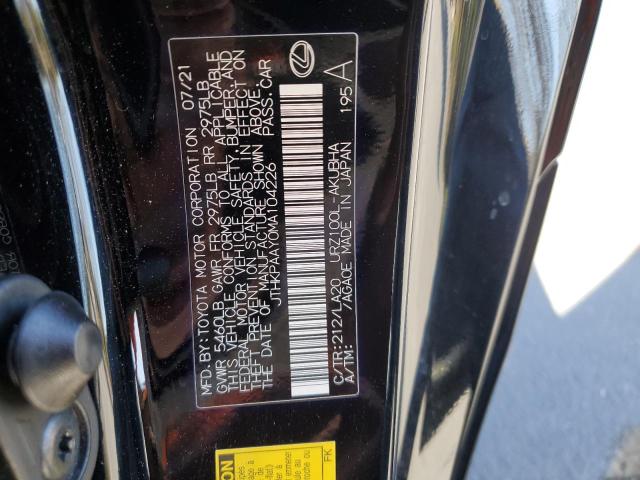 MFD. BY: TOYOTA MOTOR CORPORATION 07/21
GVWR 5460LB GAWR FR 2975LB RR 2975LB
THIS VEHICLE CONFORMS TO ALL APPLICABLE
FEDERAL MOTOR VEHICLE SAFETY, BUMPER, AND
THEFT PREVENTION STANDARDS IN EFFECT ON
THE DATE OF MANUFACTURE SHOWN ABOVE.
JTHKPAAY0MA104226 PASS.CAR
C/TR:212/LA20 URZ100L-AKUBHA 195A
A/TM: /AGA0E MADE IN JAPAN
FK